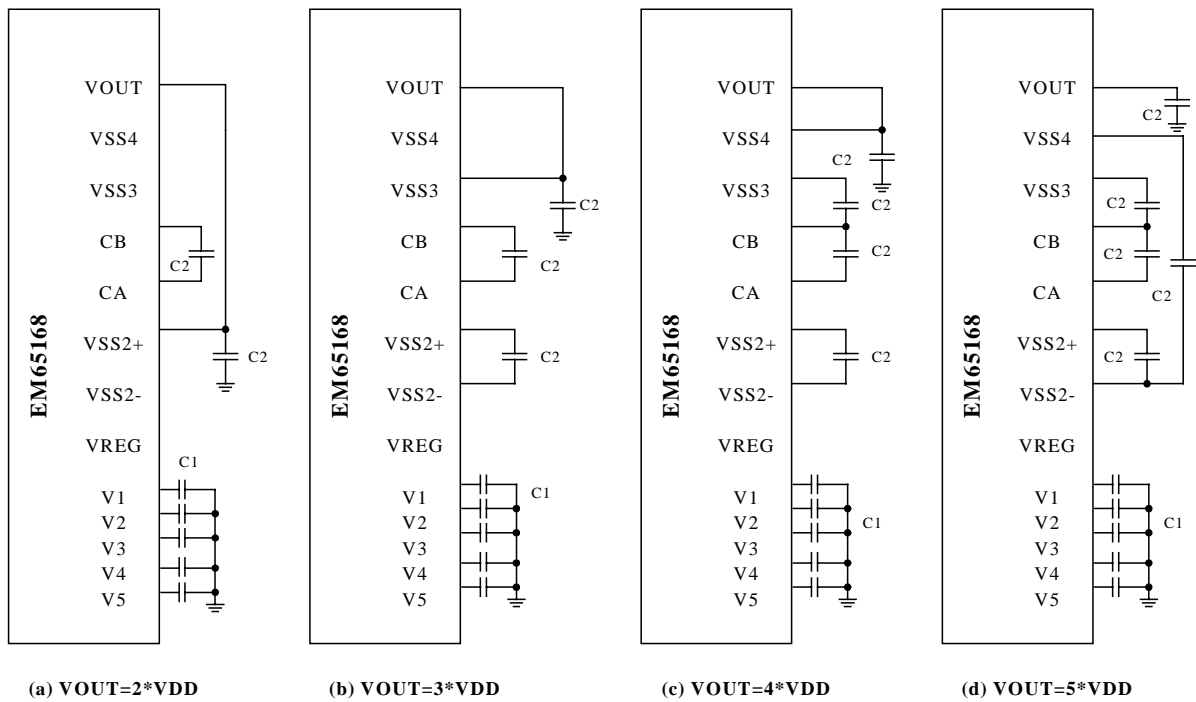 VOUT
VSS4
VSS3
CB
CA
VSS2+
VSS2-
VREG
V1
V2
V3
V4
V5
EM65168
C2
C2
C1
(a) VOUT=2*VDD
VOUT
VSS4
VSS3
CB
CA
VSS2+
VSS2-
VREG
V1
V2
V3
V4
V5
EM65168
C2
C2
C2
C1
(b) VOUT=3*VDD
VOUT
VSS4
VSS3
CB
CA
VSS2+
VSS2-
VREG
V1
V2
V3
V4
V5
EM65168
C2
C2
C2
C2
C1
(c) VOUT=4*VDD
VOUT
VSS4
VSS3
CB
CA
VSS2+
VSS2-
VREG
V1
V2
V3
V4
V5
EM65168
C2
C2
C2
C2
C2
C1
(d) VOUT=5*VDD